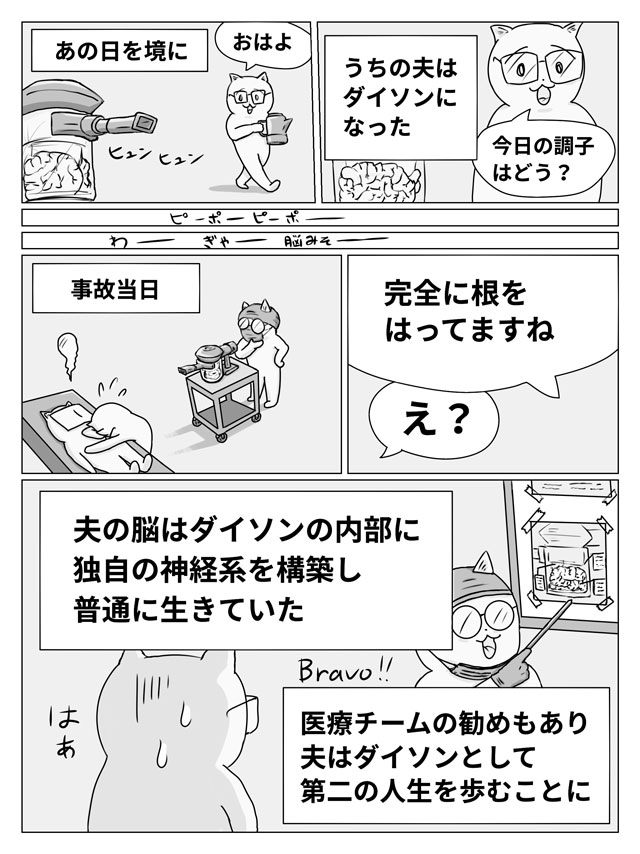 うちの夫は
ダイソンに
なった
今日の調子
はどう？
あの日を境に
おはよ
ヒュン ヒュン
ピーポーピーポー
わー ぎゃー 脳みそー
事故当日
完全に根を
はってますね
え？
夫の脳はダイソンの内部に
独自の神経系を構築し
普通に生きていた
Bravo!!
はぁ
医療チームの勧めもあり
夫はダイソンとして
第二の人生を歩むことに